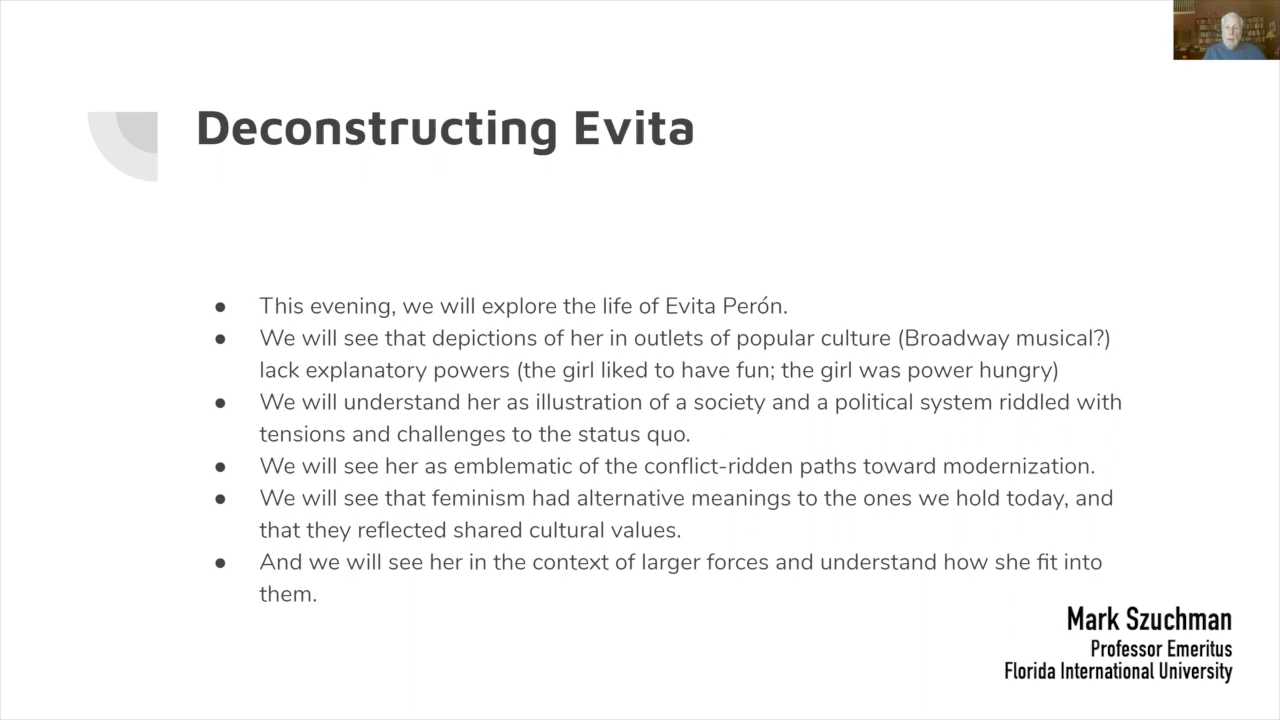 Deconstructing Evita
● This evening, we will explore the life of Evita Perón.
● We will see that depictions of her in outlets of popular culture (Broadway musical?)
lack explanatory powers (the girl liked to have fun; the girl was power hungry)
● We will understand her as illustration of a society and a political system riddled with
tensions and challenges to the status quo.
● We will see her as emblematic of the conflict-ridden paths toward modernization.
● We will see that feminism had alternative meanings to the ones we hold today, and
that they reflected shared cultural values.
● And we will see her in the context of larger forces and understand how she fit into
them.
Mark Szuchman
Professor Emeritus
Florida International University